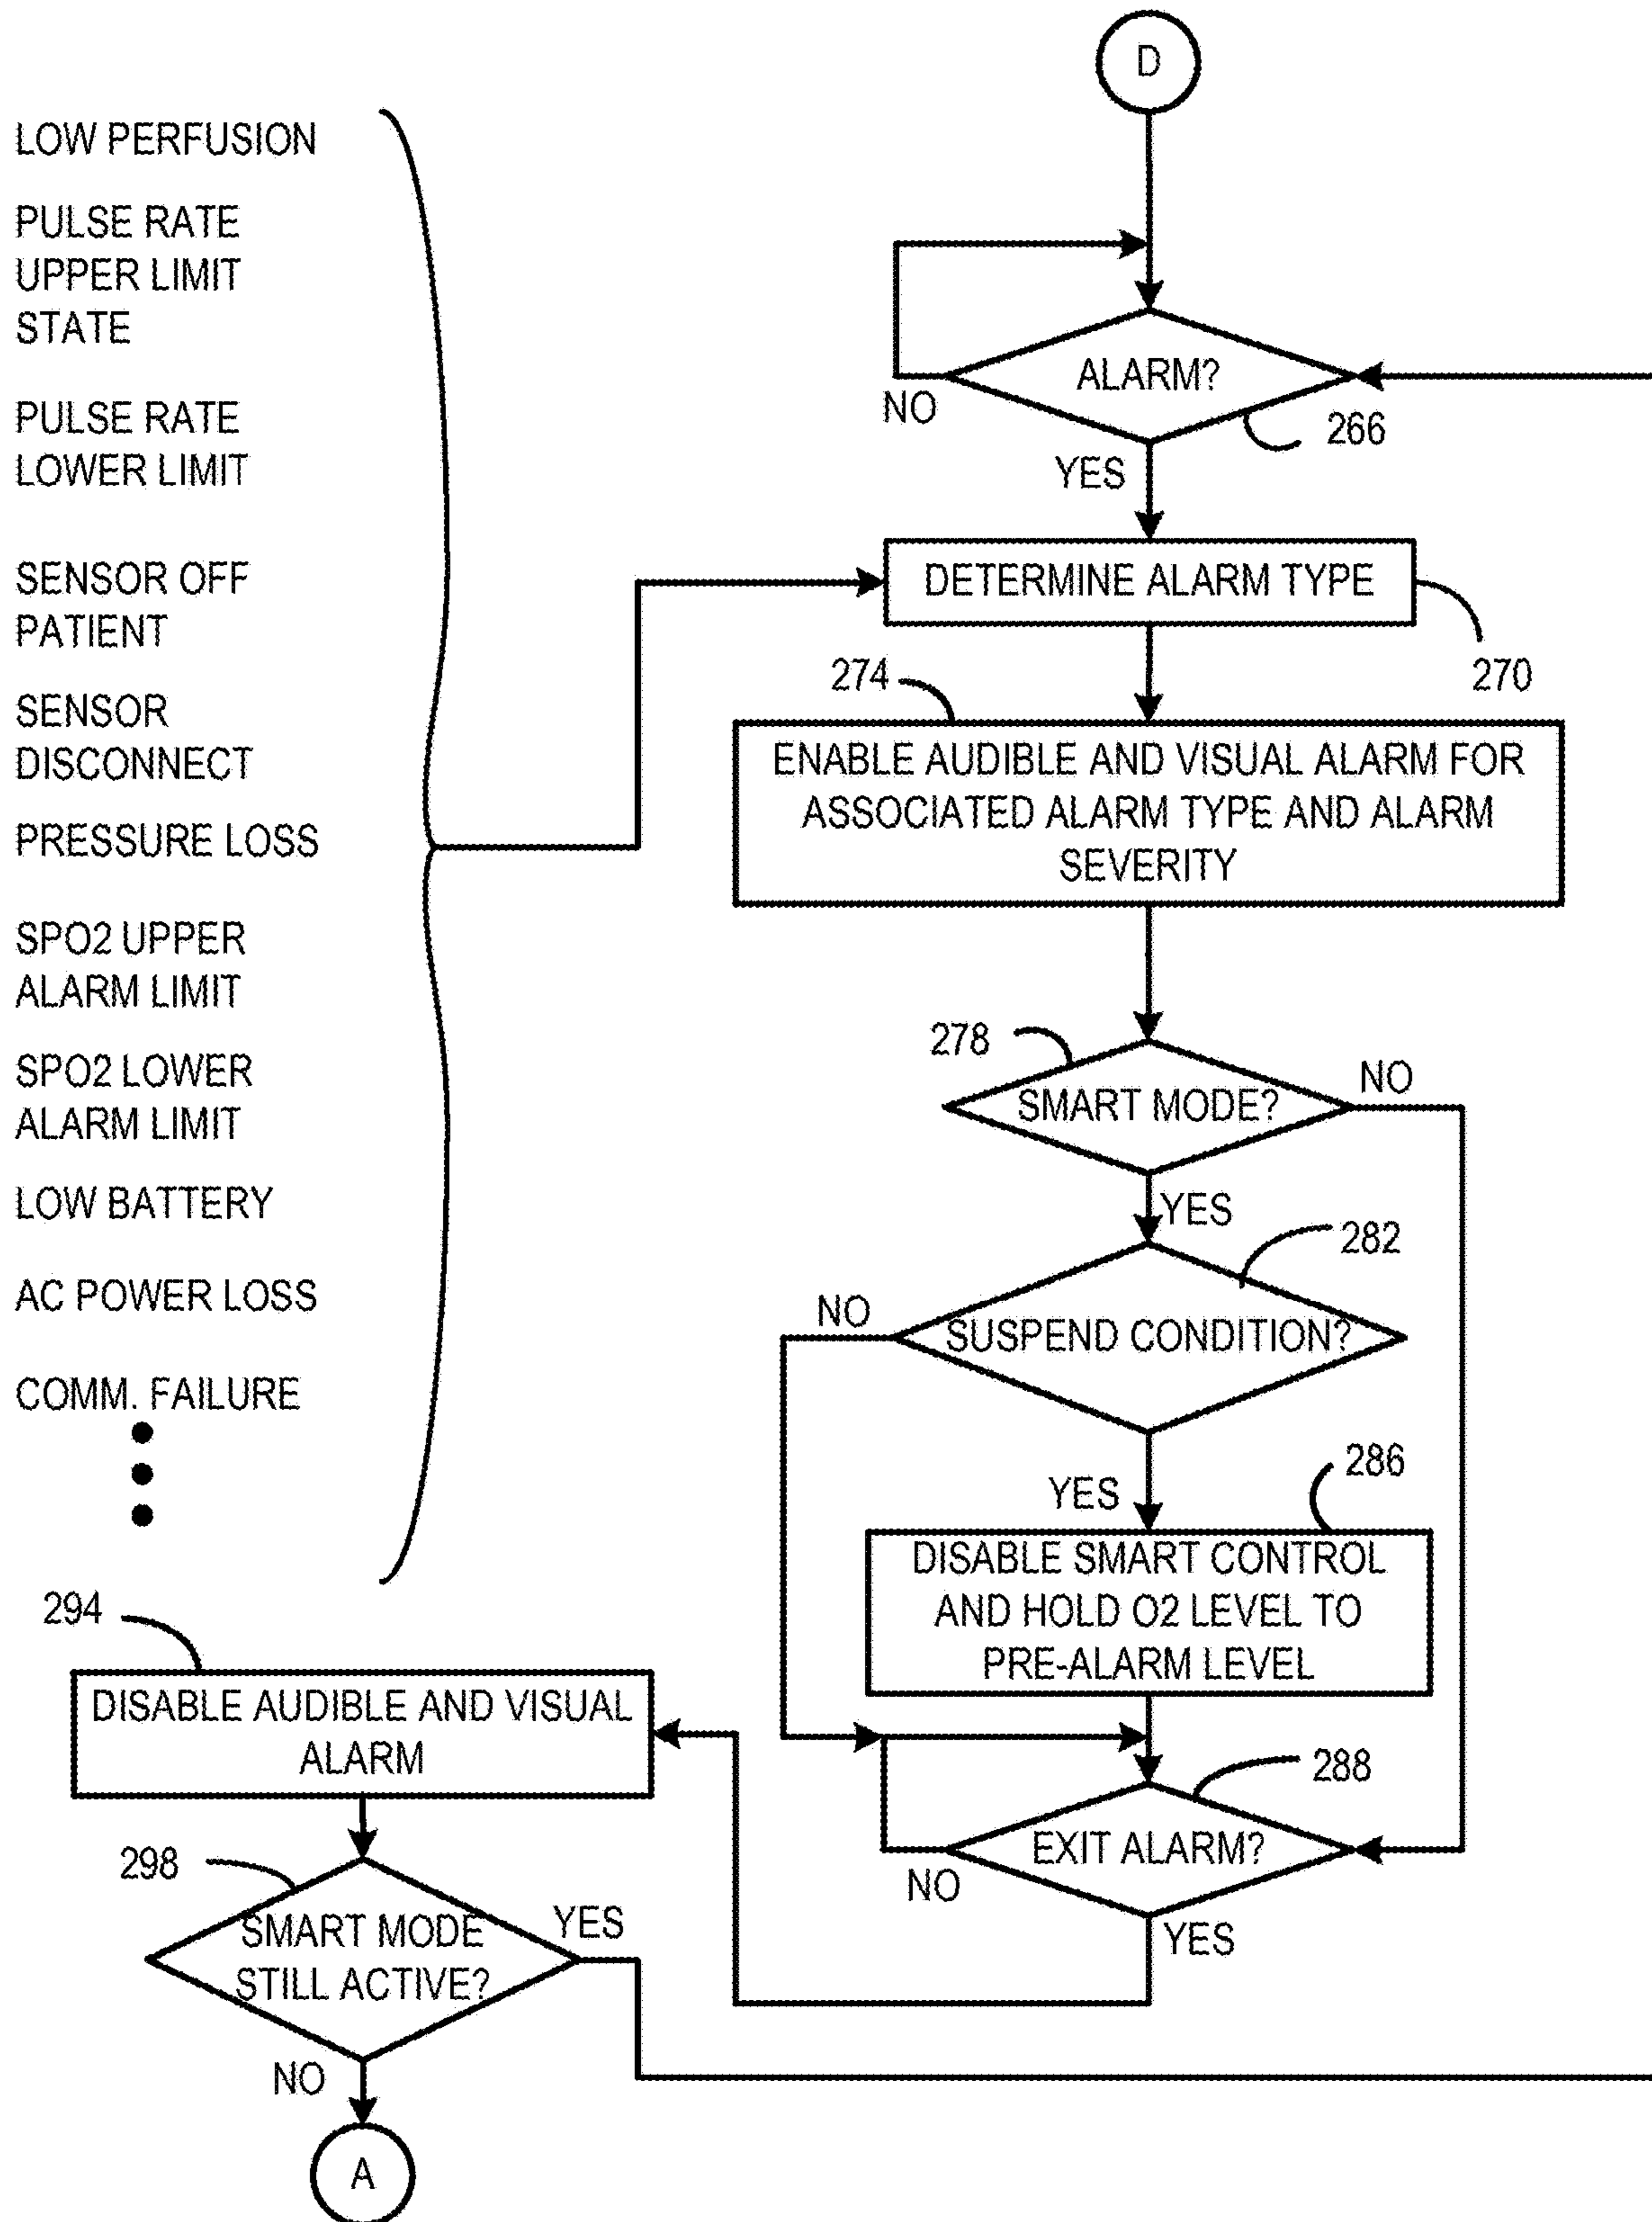 D
LOW PERFUSION
PULSE RATE
UPPER LIMIT
STATE
PULSE RATE
LOWER LIMIT
SENSOR OFF
PATIENT
SENSOR
DISCONNECT
PRESSURE LOSS
SPO2 UPPER
ALARM LIMIT
SPO2 LOWER
ALARM LIMIT
LOW BATTERY
AC POWER LOSS
COMM. FAILURE
ALARM?
NO
266
YES
DETERMINE ALARM TYPE
270
274
ENABLE AUDIBLE AND VISUAL ALARM FOR
ASSOCIATED ALARM TYPE AND ALARM
SEVERITY
278
SMART MODE?
NO
YES
282
NO
SUSPEND CONDITION?
YES
286
DISABLE SMART CONTROL
AND HOLD O2 LEVEL TO
PRE-ALARM LEVEL
288
EXIT ALARM?
NO
YES
294
DISABLE AUDIBLE AND VISUAL
ALARM
298
SMART MODE
STILL ACTIVE?
YES
NO
A